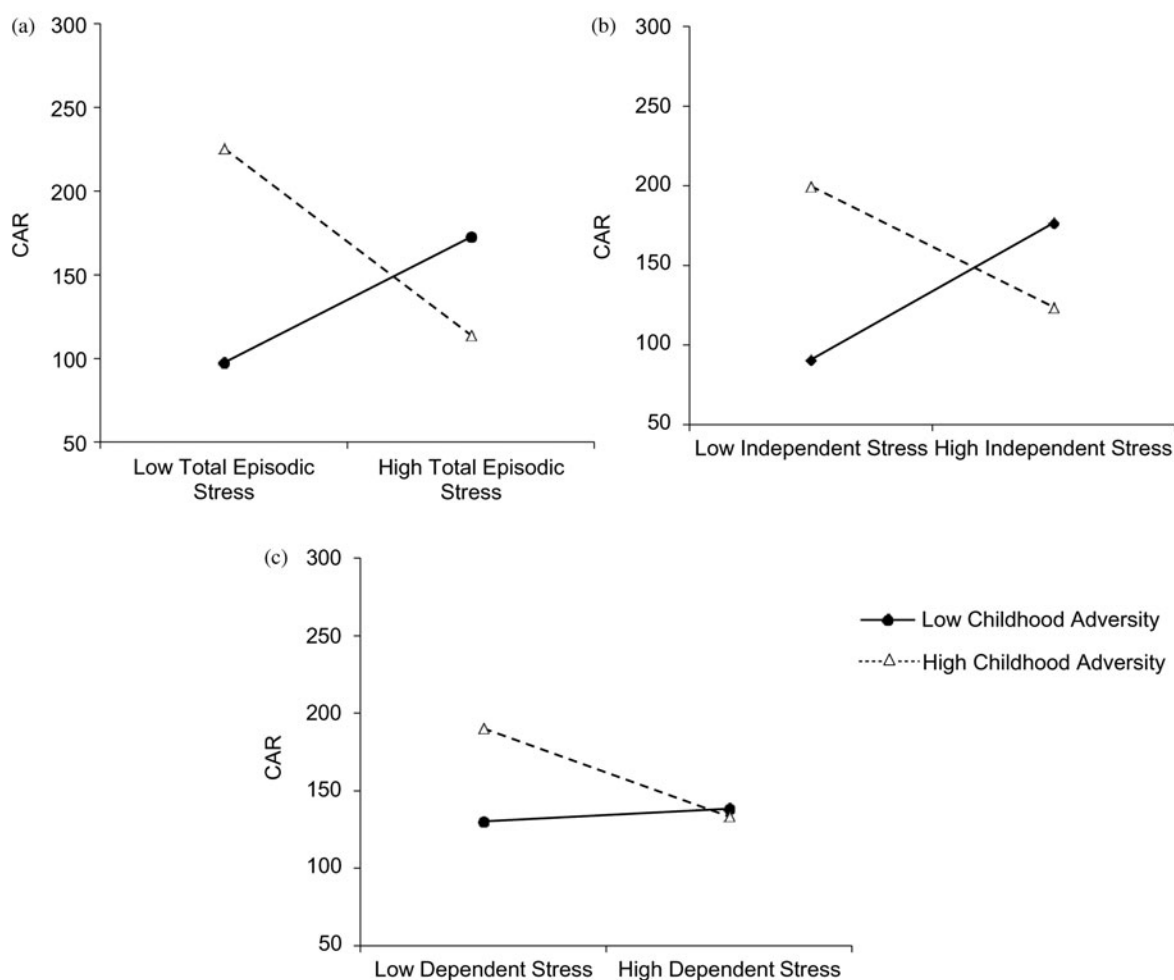 (a)
300
250
200
150
100
50
CAR
Low Total Episodic
Stress
High Total Episodic
Stress
(b)
300
250
200
150
100
50
CAR
Low Independent Stress High Independent Stress
(c)
300
250
200
150
100
50
CAR
Low Dependent Stress
High Dependent Stress
Low Childhood Adversity
High Childhood Adversity